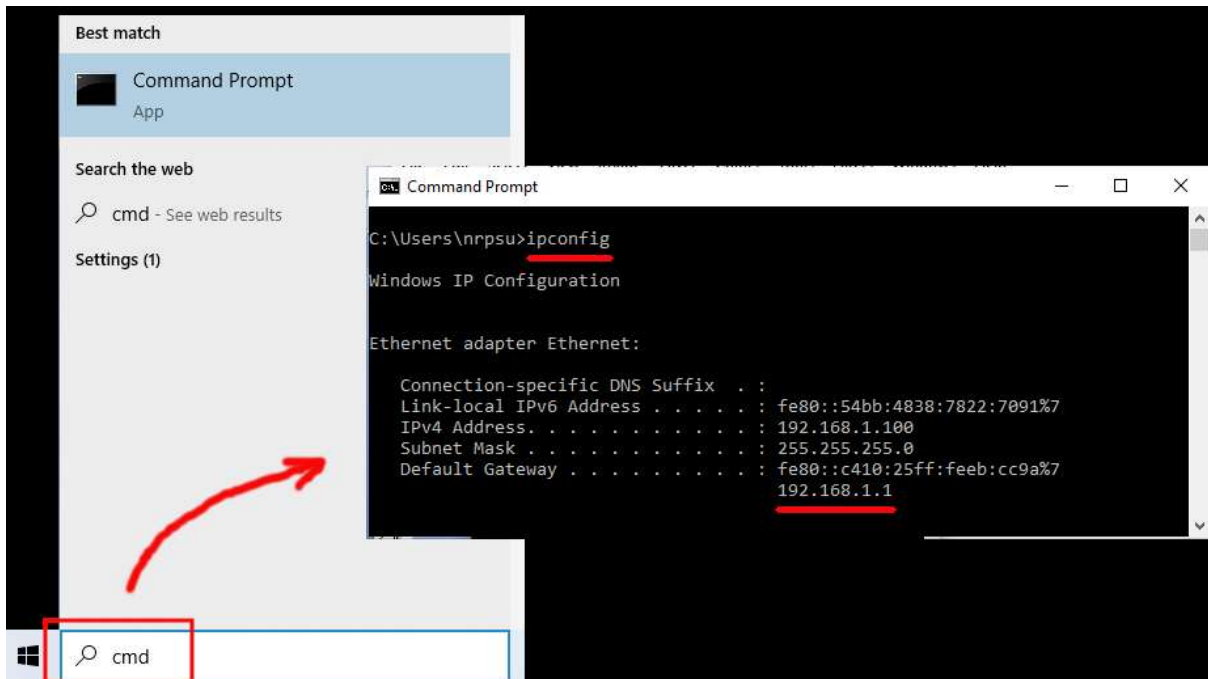 Best match
Command Prompt
App
Search the web
cmd - See web results
Settings (1)
cmd
Command Prompt
C:\Users\nrpsu>ipconfig
Windows IP Configuration
Ethernet adapter Ethernet:
Connection-specific DNS Suffix . :
Link-local IPv6 Address . . . . . : fe80::54bb:4838:7822:7091%7
IPv4 Address. . . . . . . . . . . : 192.168.1.100
Subnet Mask . . . . . . . . . . . : 255.255.255.0
Default Gateway . . . . . . . . . : fe80::c410:25ff:feeb:cc9a%7
192.168.1.1